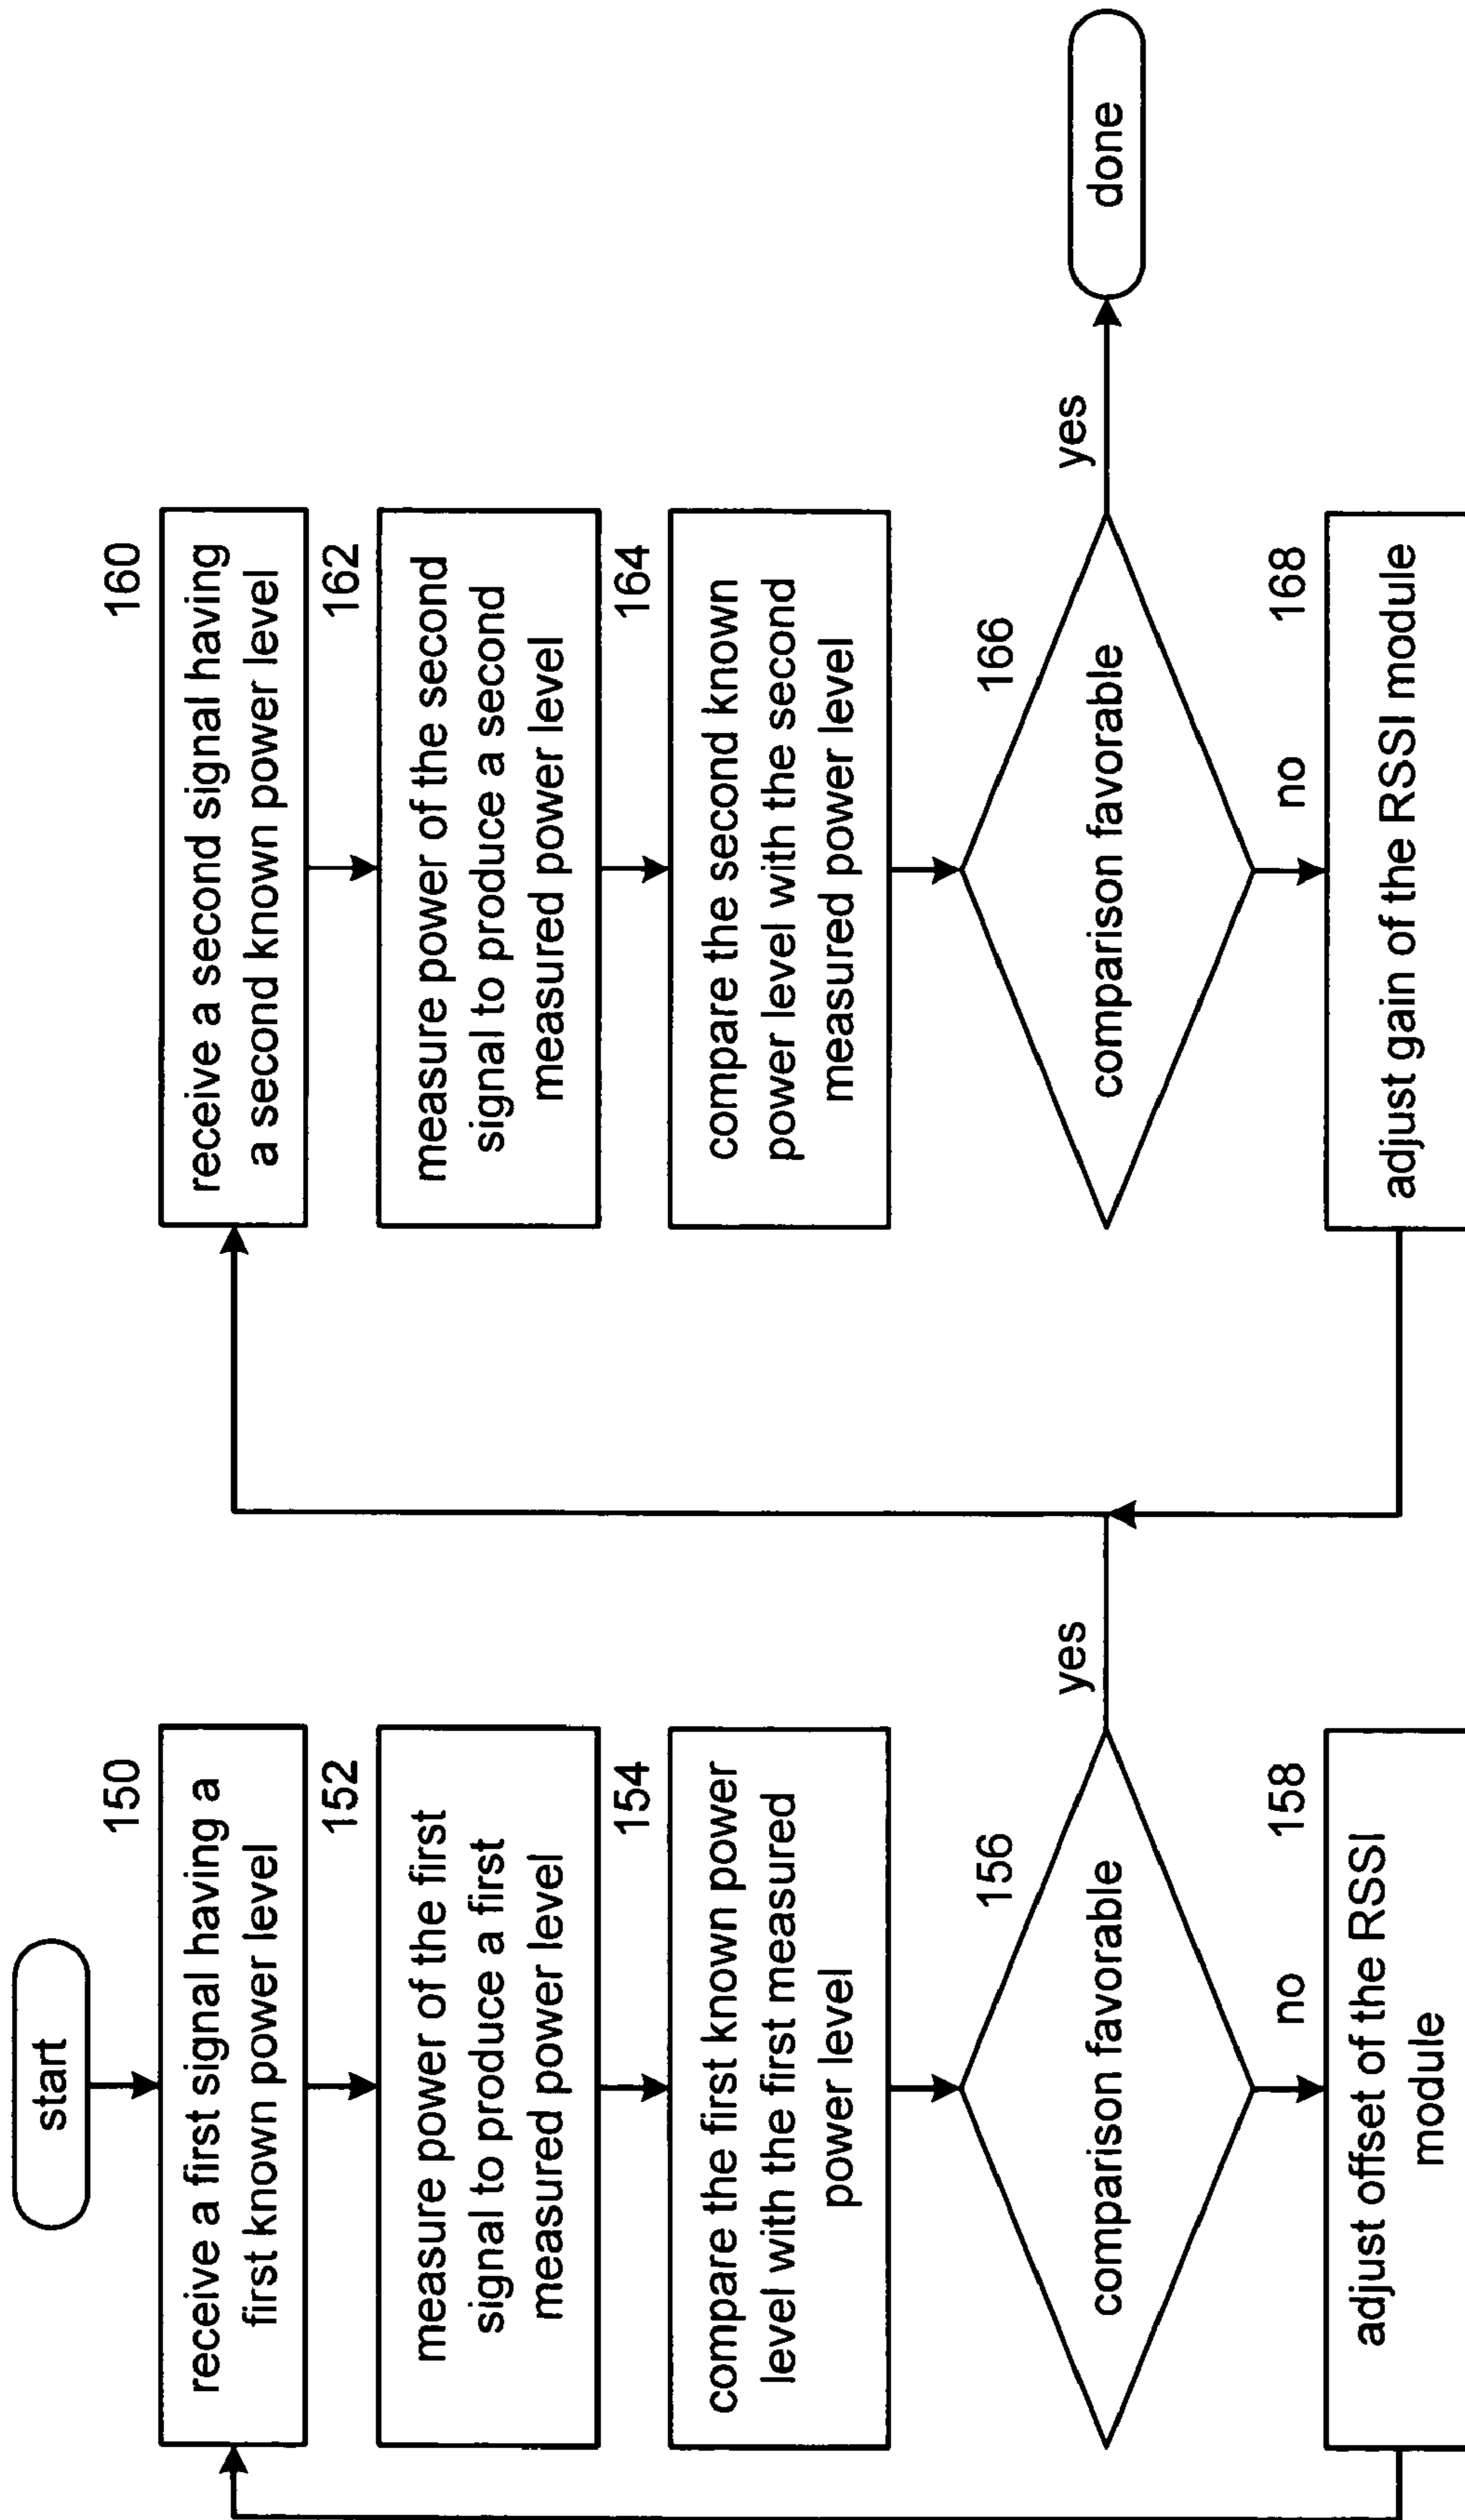 start
150
receive a first signal having a
first known power level
152
measure power of the first
signal to produce a first
measured power level
154
compare the first known power
level with the first measured
power level
156
comparison favorable
yes
no
158
adjust offset of the RSSI
module
160
receive a second signal having
a second known power level
162
measure power of the second
signal to produce a second
measured power level
164
compare the second known
power level with the second
measured power level
166
comparison favorable
yes
done
no
168
adjust gain of the RSSI module